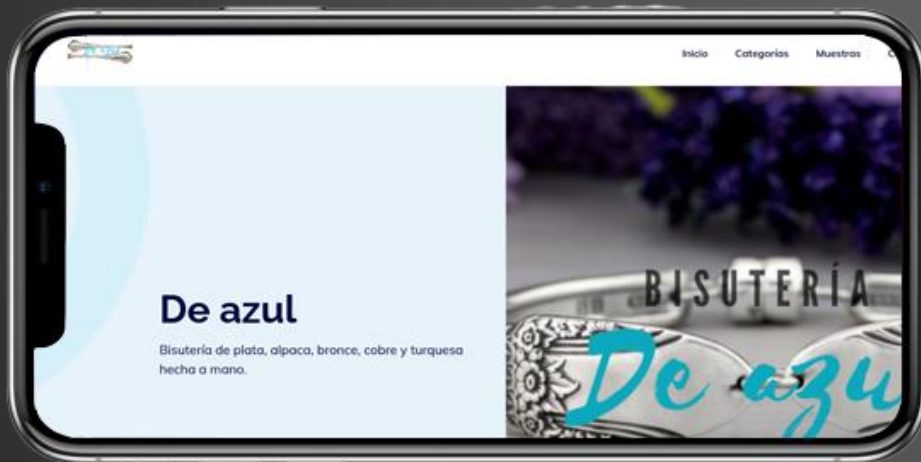 Inicio Categorías Muestras
De azul
Bisutería de plata, alpaca, bronce, cobre y turquesa
hecha a mano.
BISUTERÍA
De azu